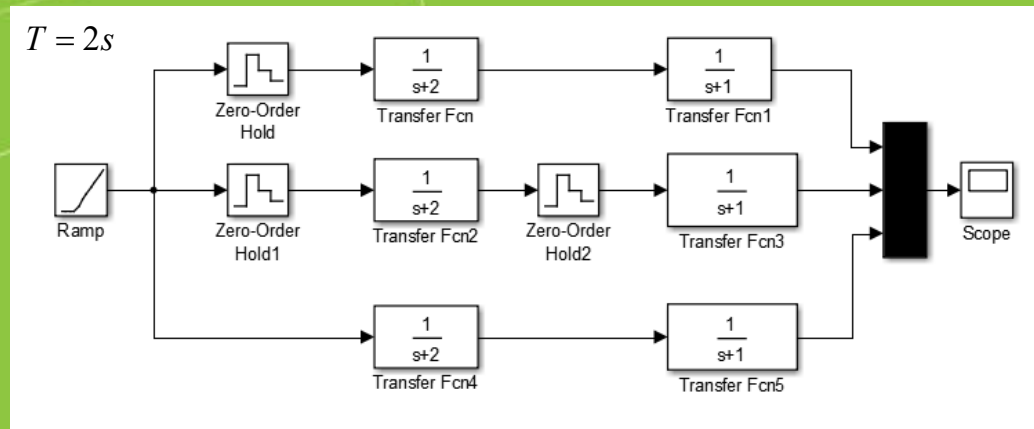 T = 2s
1
s+2
Transfer Fcn
1
s+1
Transfer Fcn1
Zero-Order
Hold
Ramp
Zero-Order
Hold1
1
s+2
Transfer Fcn2
Zero-Order
Hold2
1
s+1
Transfer Fcn3
Scope
1
s+2
Transfer Fcn4
1
s+1
Transfer Fcn5